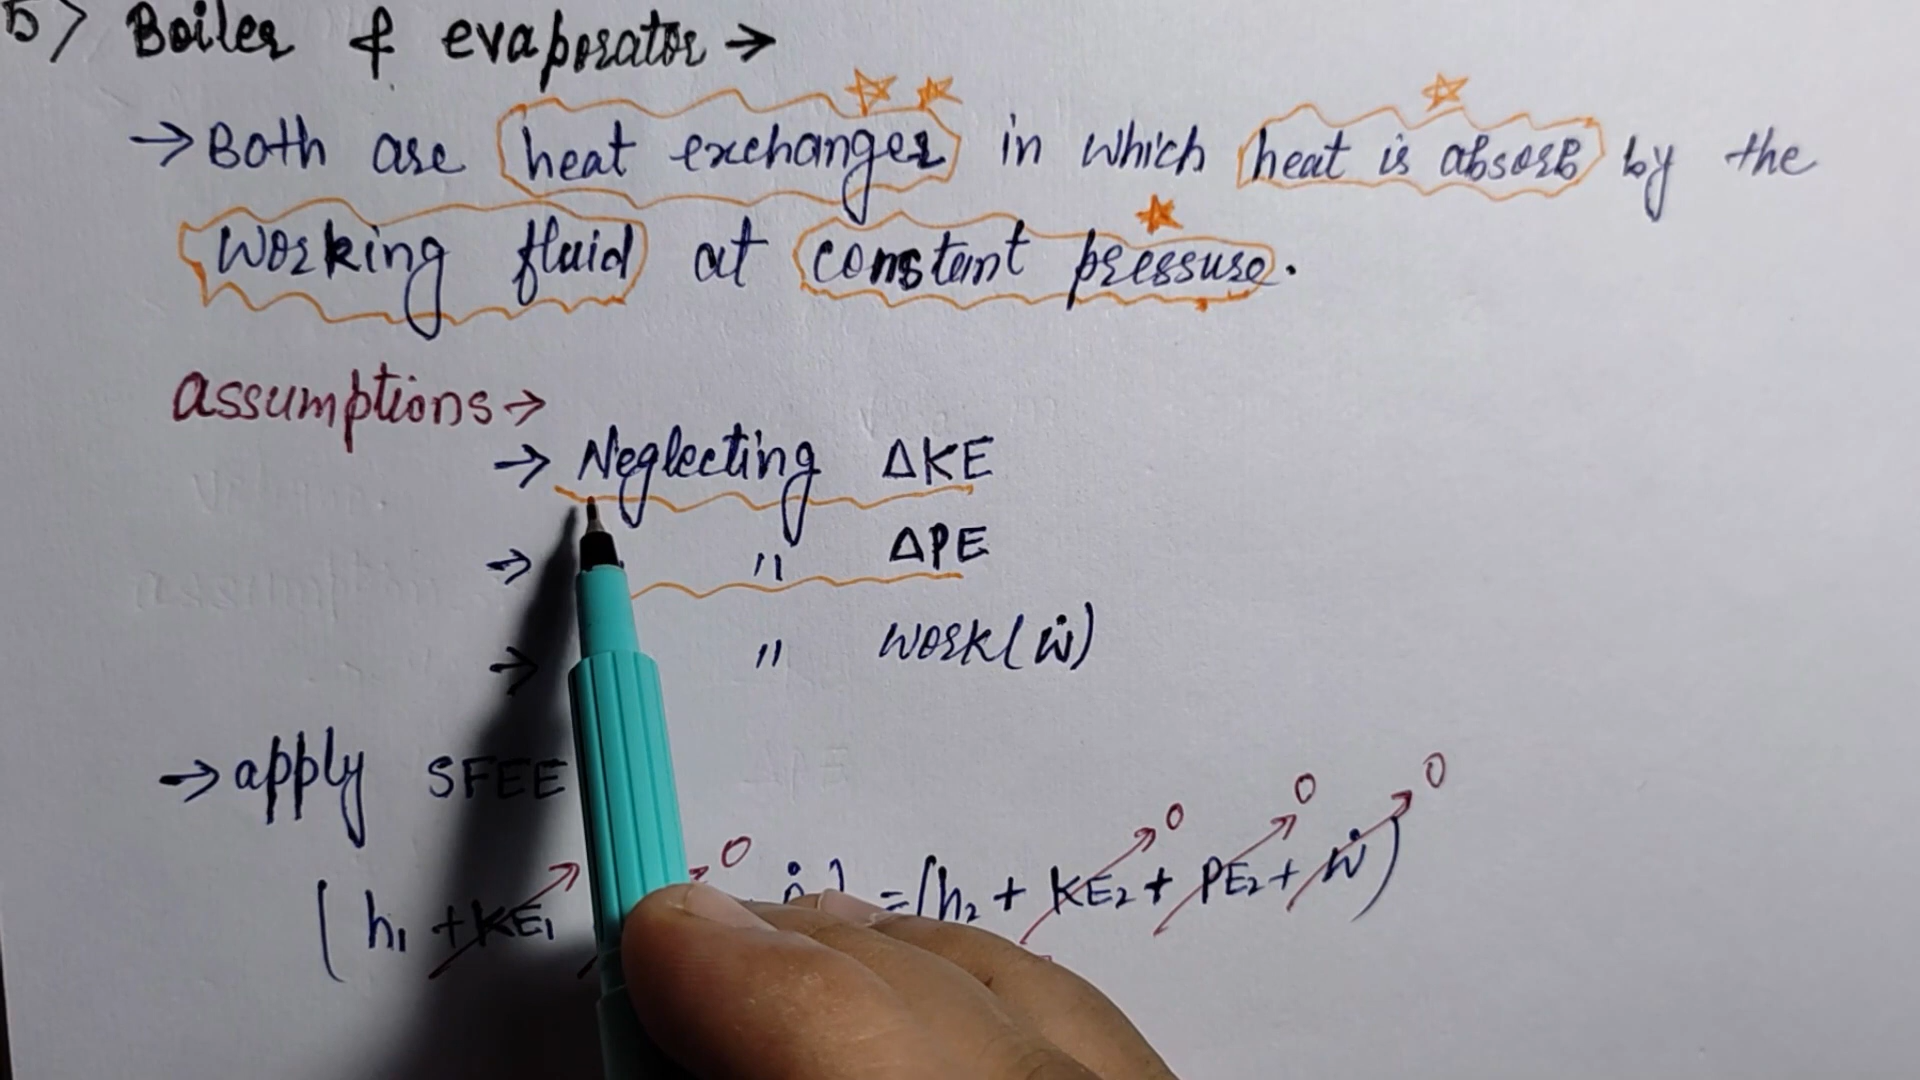 5) Boiler & evaporator →
→ Both are heat exchanger in which heat is absorb by the
working fluid at constant pressure.
assumptions →
→ Neglecting ΔKE
→ " ΔPE
→ " work (ẇ)
→ apply SFEE
(h₁ + KE₁ 0 = (h₂ + KE₂ + PE₂ + ẇ) 0 0 0